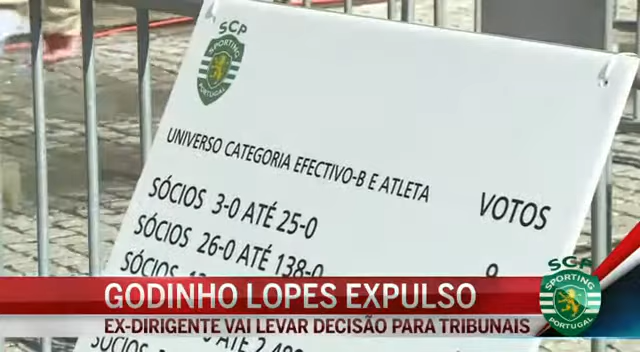 SCP
SPORTING
PORTUGAL
UNIVERSO CATEGORIA EFECTIVO-B E ATLETA
VOTOS
SÓCIOS 3-0 ATÉ 25-0
SÓCIOS 26-0 ATÉ 138-0
SÓCIOS
GODINHO LOPES EXPULSO
EX-DIRIGENTE VAI LEVAR DECISÃO PARA TRIBUNAIS
SCP
SPORTING
PORTUGAL